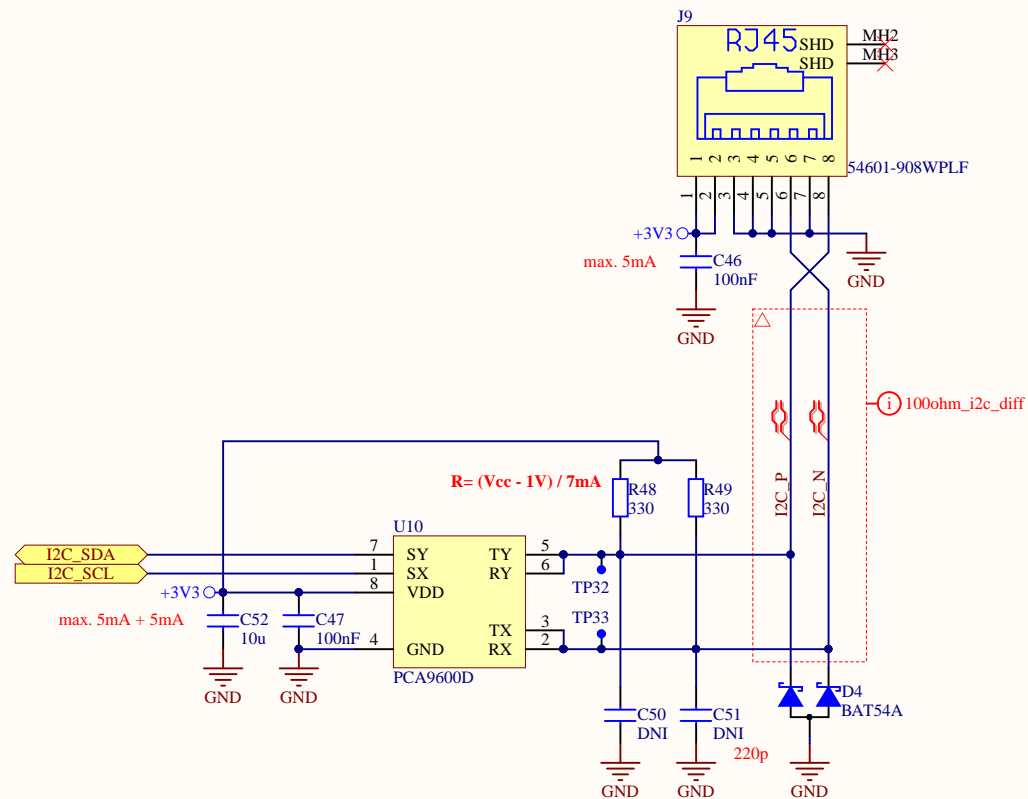 J9
RJ45
SHD MH2
SHD MH3
1 2 3 4 5 6 7 8
54601-908WPLF
1 2 3 4 5 6 7 8
+3V3
max. 5mA
C46
100nF
GND
GND
100ohm_i2c_diff
I2C_P
I2C_N
R= (Vcc - 1V) / 7mA
R48
330
R49
330
U10
I2C_SDA 7 SY TY 5
I2C_SCL 1 SX RY 6
+3V3 8 VDD
TP32
max. 5mA + 5mA
C52
10u
C47
100nF
TP33
TX 3
4 GND RX 2
PCA9600D
GND
GND
C50
DNI
C51
DNI
220p
D4
BAT54A
GND
GND
GND